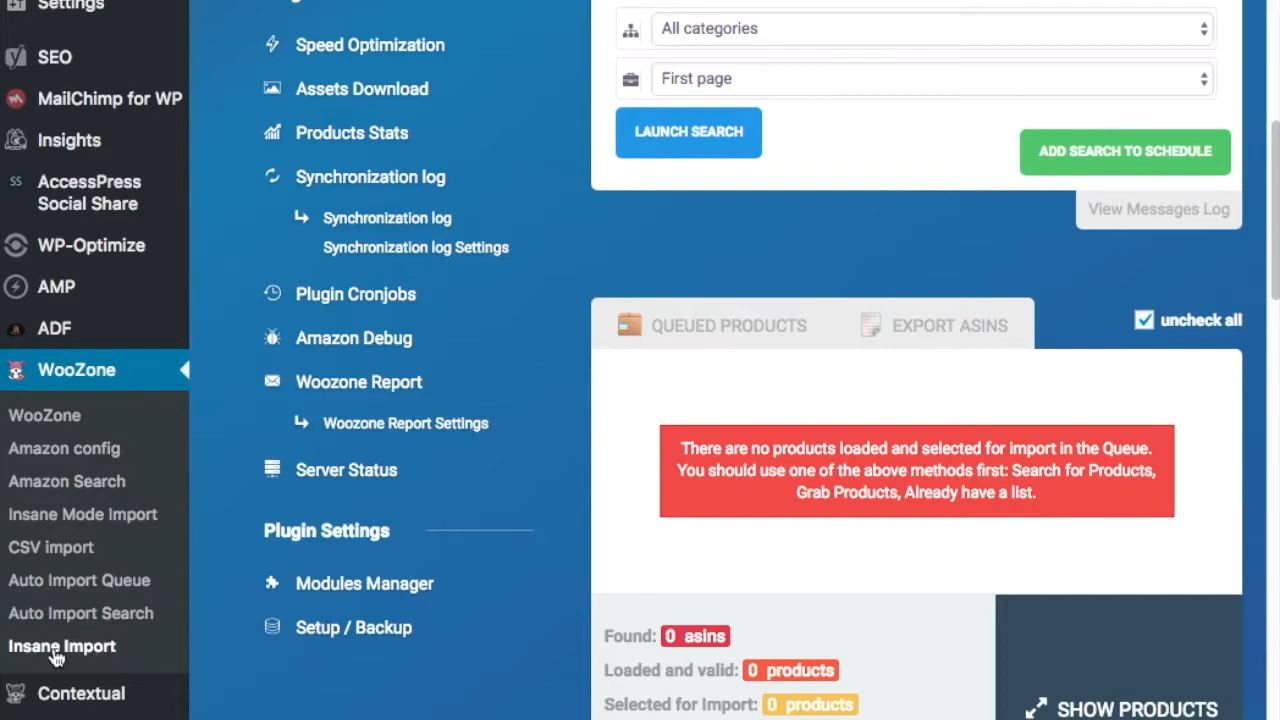 Settings
SEO
MailChimp for WP
Insights
SS
AccessPress
Social Share
WP-Optimize
AMP
ADF
WooZone
WooZone
Amazon config
Amazon Search
Insane Mode Import
CSV import
Auto Import Queue
Auto Import Search
Insane Import
Contextual
Speed Optimization
Assets Download
Products Stats
Synchronization log
Synchronization log
Synchronization log Settings
Plugin Cronjobs
Amazon Debug
Woozone Report
Woozone Report Settings
Server Status
Plugin Settings
Modules Manager
Setup / Backup
All categories
First page
LAUNCH SEARCH
ADD SEARCH TO SCHEDULE
View Messages Log
QUEUED PRODUCTS
EXPORT ASINS
uncheck all
There are no products loaded and selected for import in the Queue.
You should use one of the above methods first: Search for Products,
Grab Products, Already have a list.
Found: 0 asins
Loaded and valid: 0 products
Selected for Import: 0 products
SHOW PRODUCTS